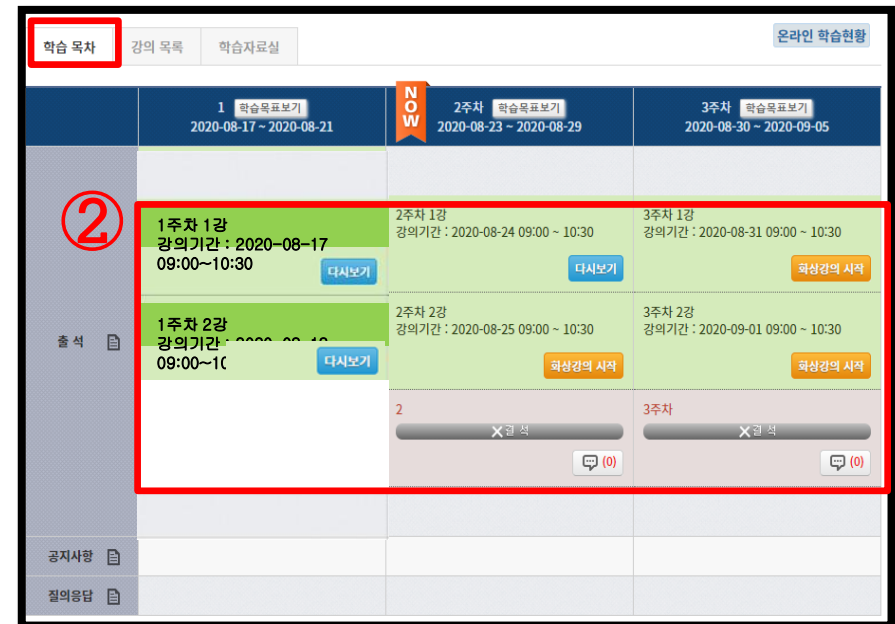 학습 목차
강의 목록
학습자료실
온라인 학습현황
1 학습목표보기
2020-08-17 ~ 2020-08-21
NOW
2주차 학습목표보기
2020-08-23 ~ 2020-08-29
3주차 학습목표보기
2020-08-30 ~ 2020-09-05
②
출 석
1주차 1강
강의기간 : 2020-08-17
09:00~10:30
다시보기
2주차 1강
강의기간 : 2020-08-24 09:00 ~ 10:30
다시보기
3주차 1강
강의기간 : 2020-08-31 09:00 ~ 10:30
화상강의 시작
1주차 2강
강의기간 :
09:00~1
다시보기
2주차 2강
강의기간 : 2020-08-25 09:00 ~ 10:30
화상강의 시작
3주차 2강
강의기간 : 2020-09-01 09:00 ~ 10:30
화상강의 시작
2
X결 석
(0)
3주차
X결 석
(0)
공지사항
질의응답